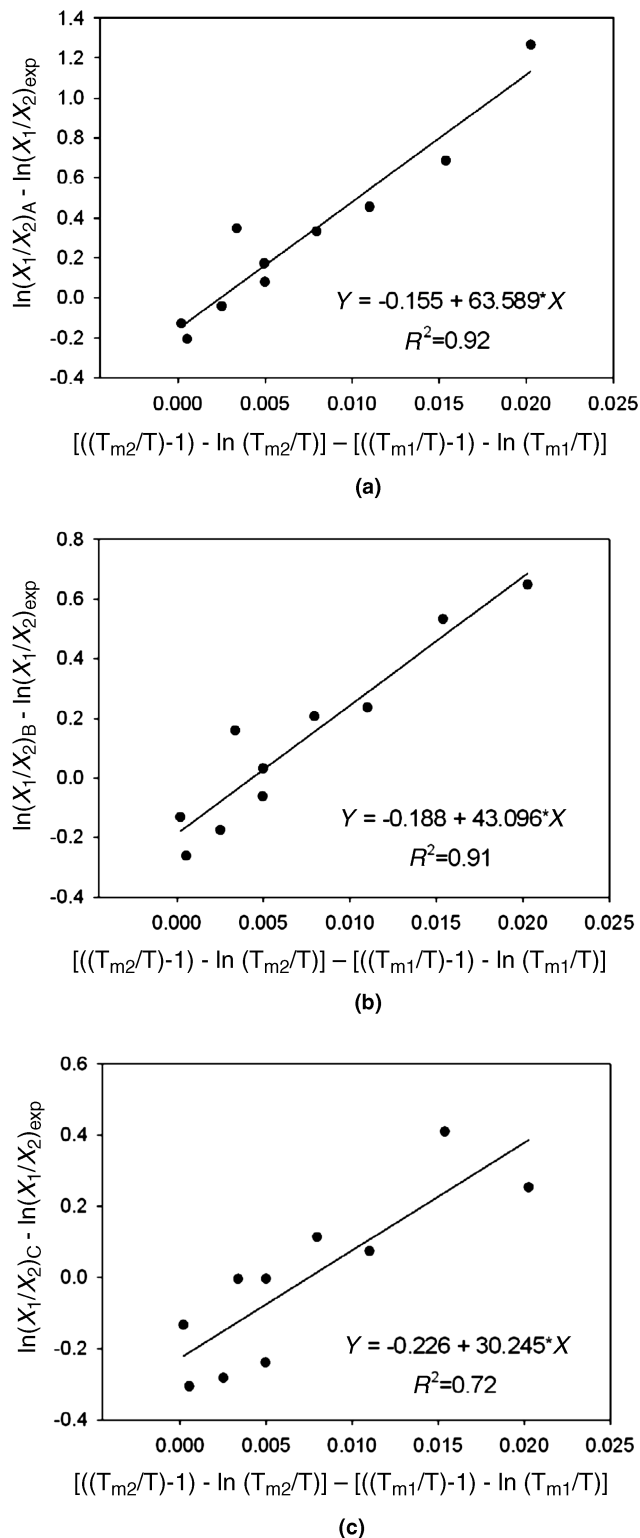 1.4
1.2
1.0
0.8
0.6
0.4
0.2
0.0
-0.2
-0.4
ln(X₁/X₂)A - ln(X₁/X₂)exp
Y = -0.155 + 63.589*X
R²=0.92
0.000 0.005 0.010 0.015 0.020 0.025
[((Tm2/T)-1) - ln (Tm2/T)] – [((Tm1/T)-1) - ln (Tm1/T)]
(a)
0.8
0.6
0.4
0.2
0.0
-0.2
-0.4
ln(X₁/X₂)B - ln(X₁/X₂)exp
Y = -0.188 + 43.096*X
R²=0.91
0.000 0.005 0.010 0.015 0.020 0.025
[((Tm2/T)-1) - ln (Tm2/T)] – [((Tm1/T)-1) - ln (Tm1/T)]
(b)
0.6
0.4
0.2
0.0
-0.2
-0.4
ln(X₁/X₂)C - ln(X₁/X₂)exp
Y = -0.226 + 30.245*X
R²=0.72
0.000 0.005 0.010 0.015 0.020 0.025
[((Tm2/T)-1) - ln (Tm2/T)] – [((Tm1/T)-1) - ln (Tm1/T)]
(c)